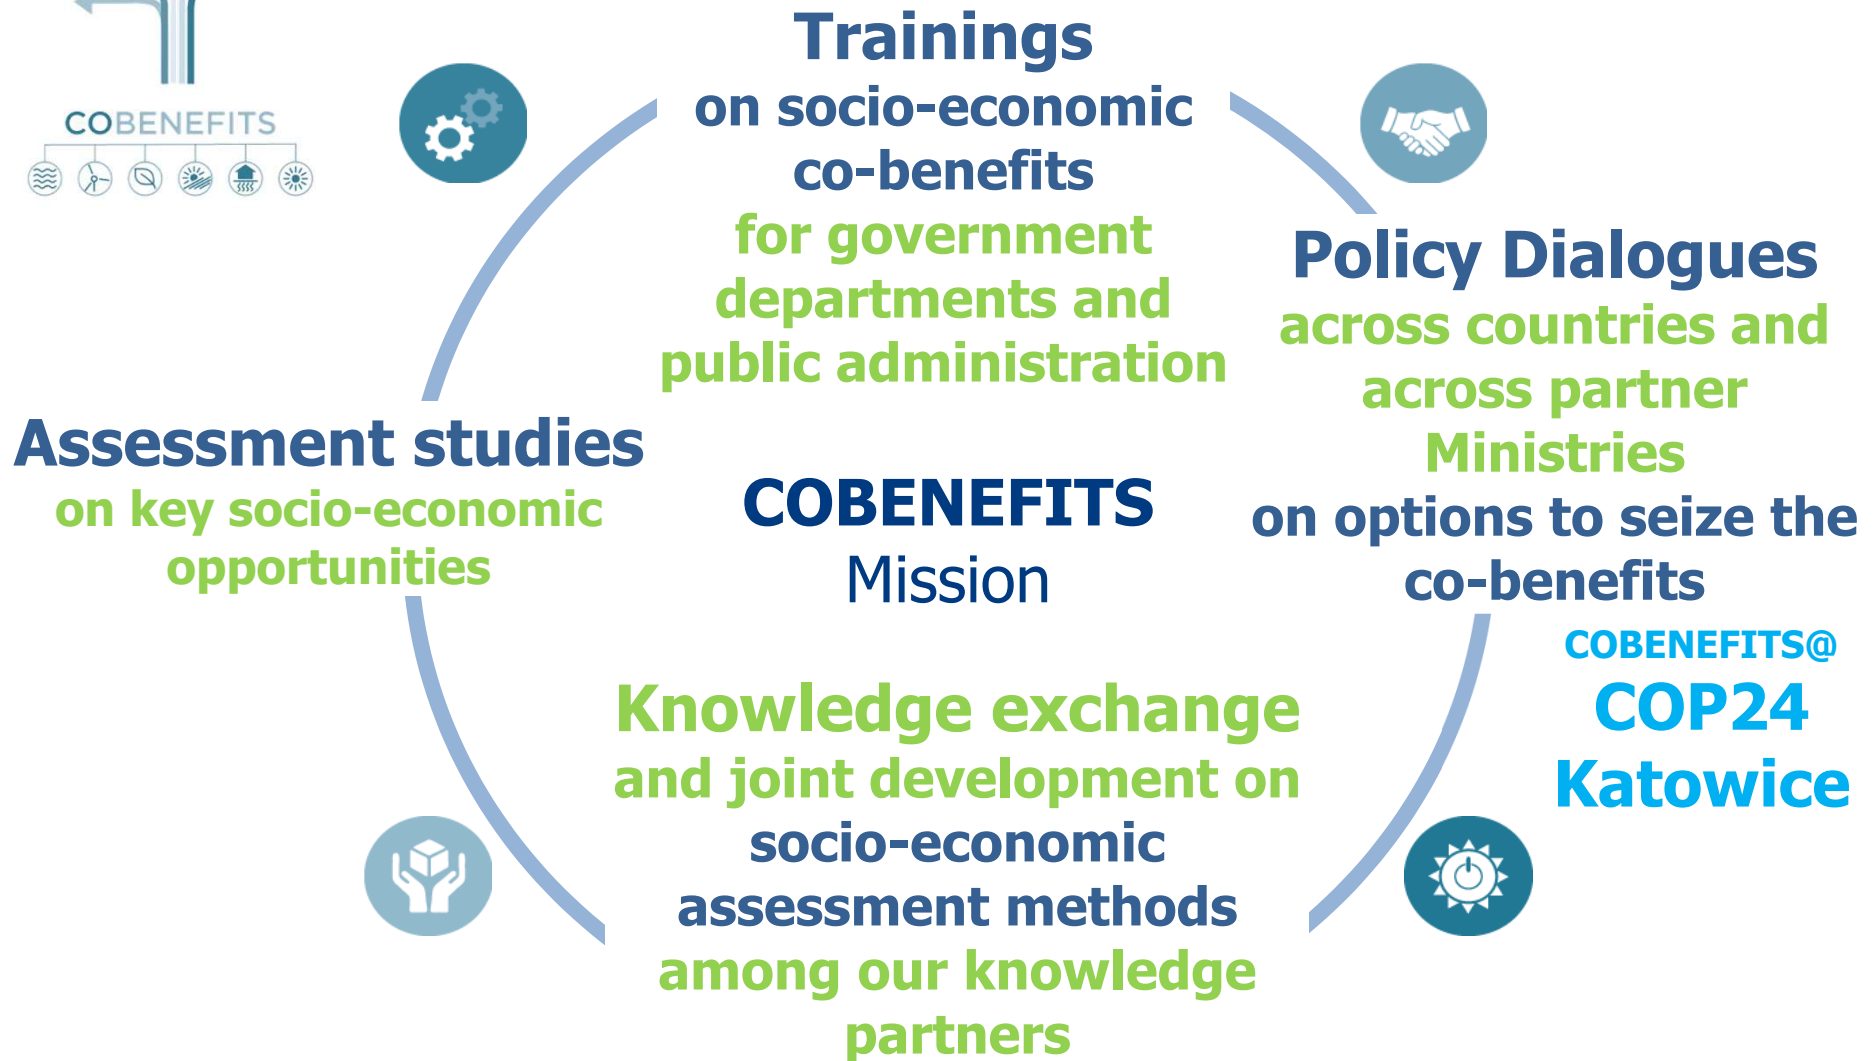 COBENEFITS
Trainings
on socio-economic
co-benefits
for government
departments and
public administration
Policy Dialogues
across countries and
across partner
Ministries
on options to seize the
co-benefits
Assessment studies
on key socio-economic
opportunities
COBENEFITS
Mission
COBENEFITS@
COP24
Katowice
Knowledge exchange
and joint development on
socio-economic
assessment methods
among our knowledge
partners